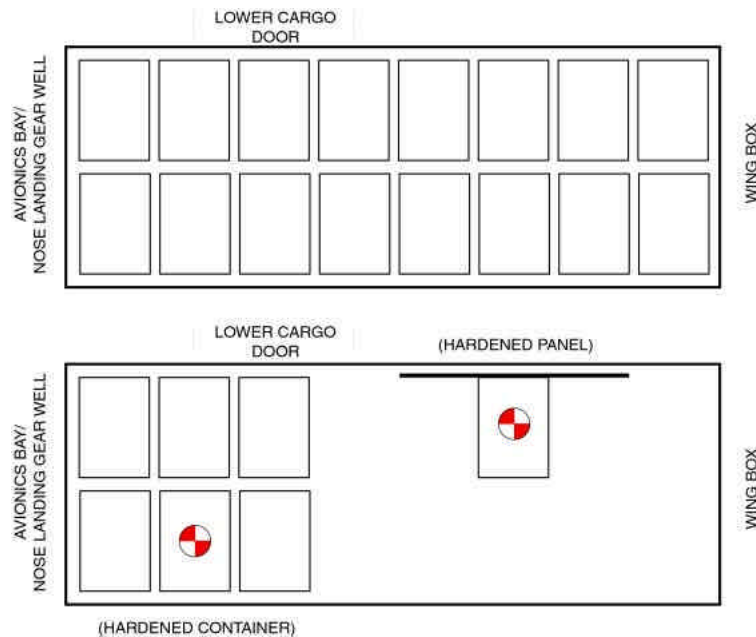 LOWER CARGO
DOOR
AVIONICS BAY/
NOSE LANDING GEAR WELL
WING BOX
LOWER CARGO
DOOR
(HARDENED PANEL)
AVIONICS BAY/
NOSE LANDING GEAR WELL
WING BOX
(HARDENED CONTAINER)